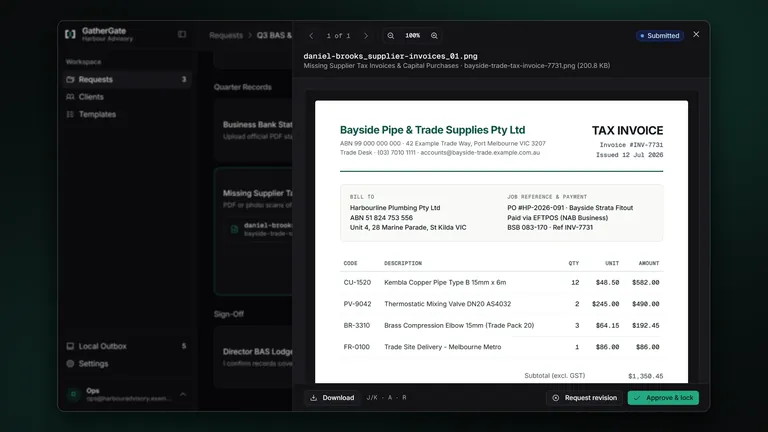 GatherGate
Harbour Advisory
Workspace
Requests 3
Clients
Templates
Local Outbox 5
Settings
Ops
Requests > Q3 BAS &
Quarter Records
Business Bank Stat
Upload official PDF sta
Missing Supplier Ta
PDF or photo scans of
daniel-brooks
bayside-trade-
Sign-Off
Director BAS Lodge
I confirm records cove
1 of 1
100%
Submitted
daniel-brooks_supplier-invoices_01.png
Missing Supplier Tax Invoices & Capital Purchases · bayside-trade-tax-invoice-7731.png (200.8 KB)
Bayside Pipe & Trade Supplies Pty Ltd
ABN 99 000 000 000 · 42 Example Trade Way, Port Melbourne VIC 3207
Trade Desk · (03) 7010 1111 · accounts@bayside-trade.example.com.au
TAX INVOICE
Invoice #INV-7731
Issued 12 Jul 2026
BILL TO
Harbourline Plumbing Pty Ltd
ABN 51 824 753 556
Unit 4, 28 Marine Parade, St Kilda VIC
JOB REFERENCE & PAYMENT
PO #HP-2026-091 · Bayside Strata Fitout
Paid via EFTPOS (NAB Business)
BSB 083-170 · Ref INV-7731
CODE DESCRIPTION QTY UNIT AMOUNT
CU-1520 Kembla Copper Pipe Type B 15mm x 6m 12 $48.50 $582.00
PV-9042 Thermostatic Mixing Valve DN20 AS4032 2 $245.00 $490.00
BR-3310 Brass Compression Elbow 15mm (Trade Pack 20) 3 $64.15 $192.45
FR-0100 Trade Site Delivery - Melbourne Metro 1 $86.00 $86.00
Subtotal (excl. GST) $1,350.45
Download
J/K · A · R
Request revision
Approve & lock